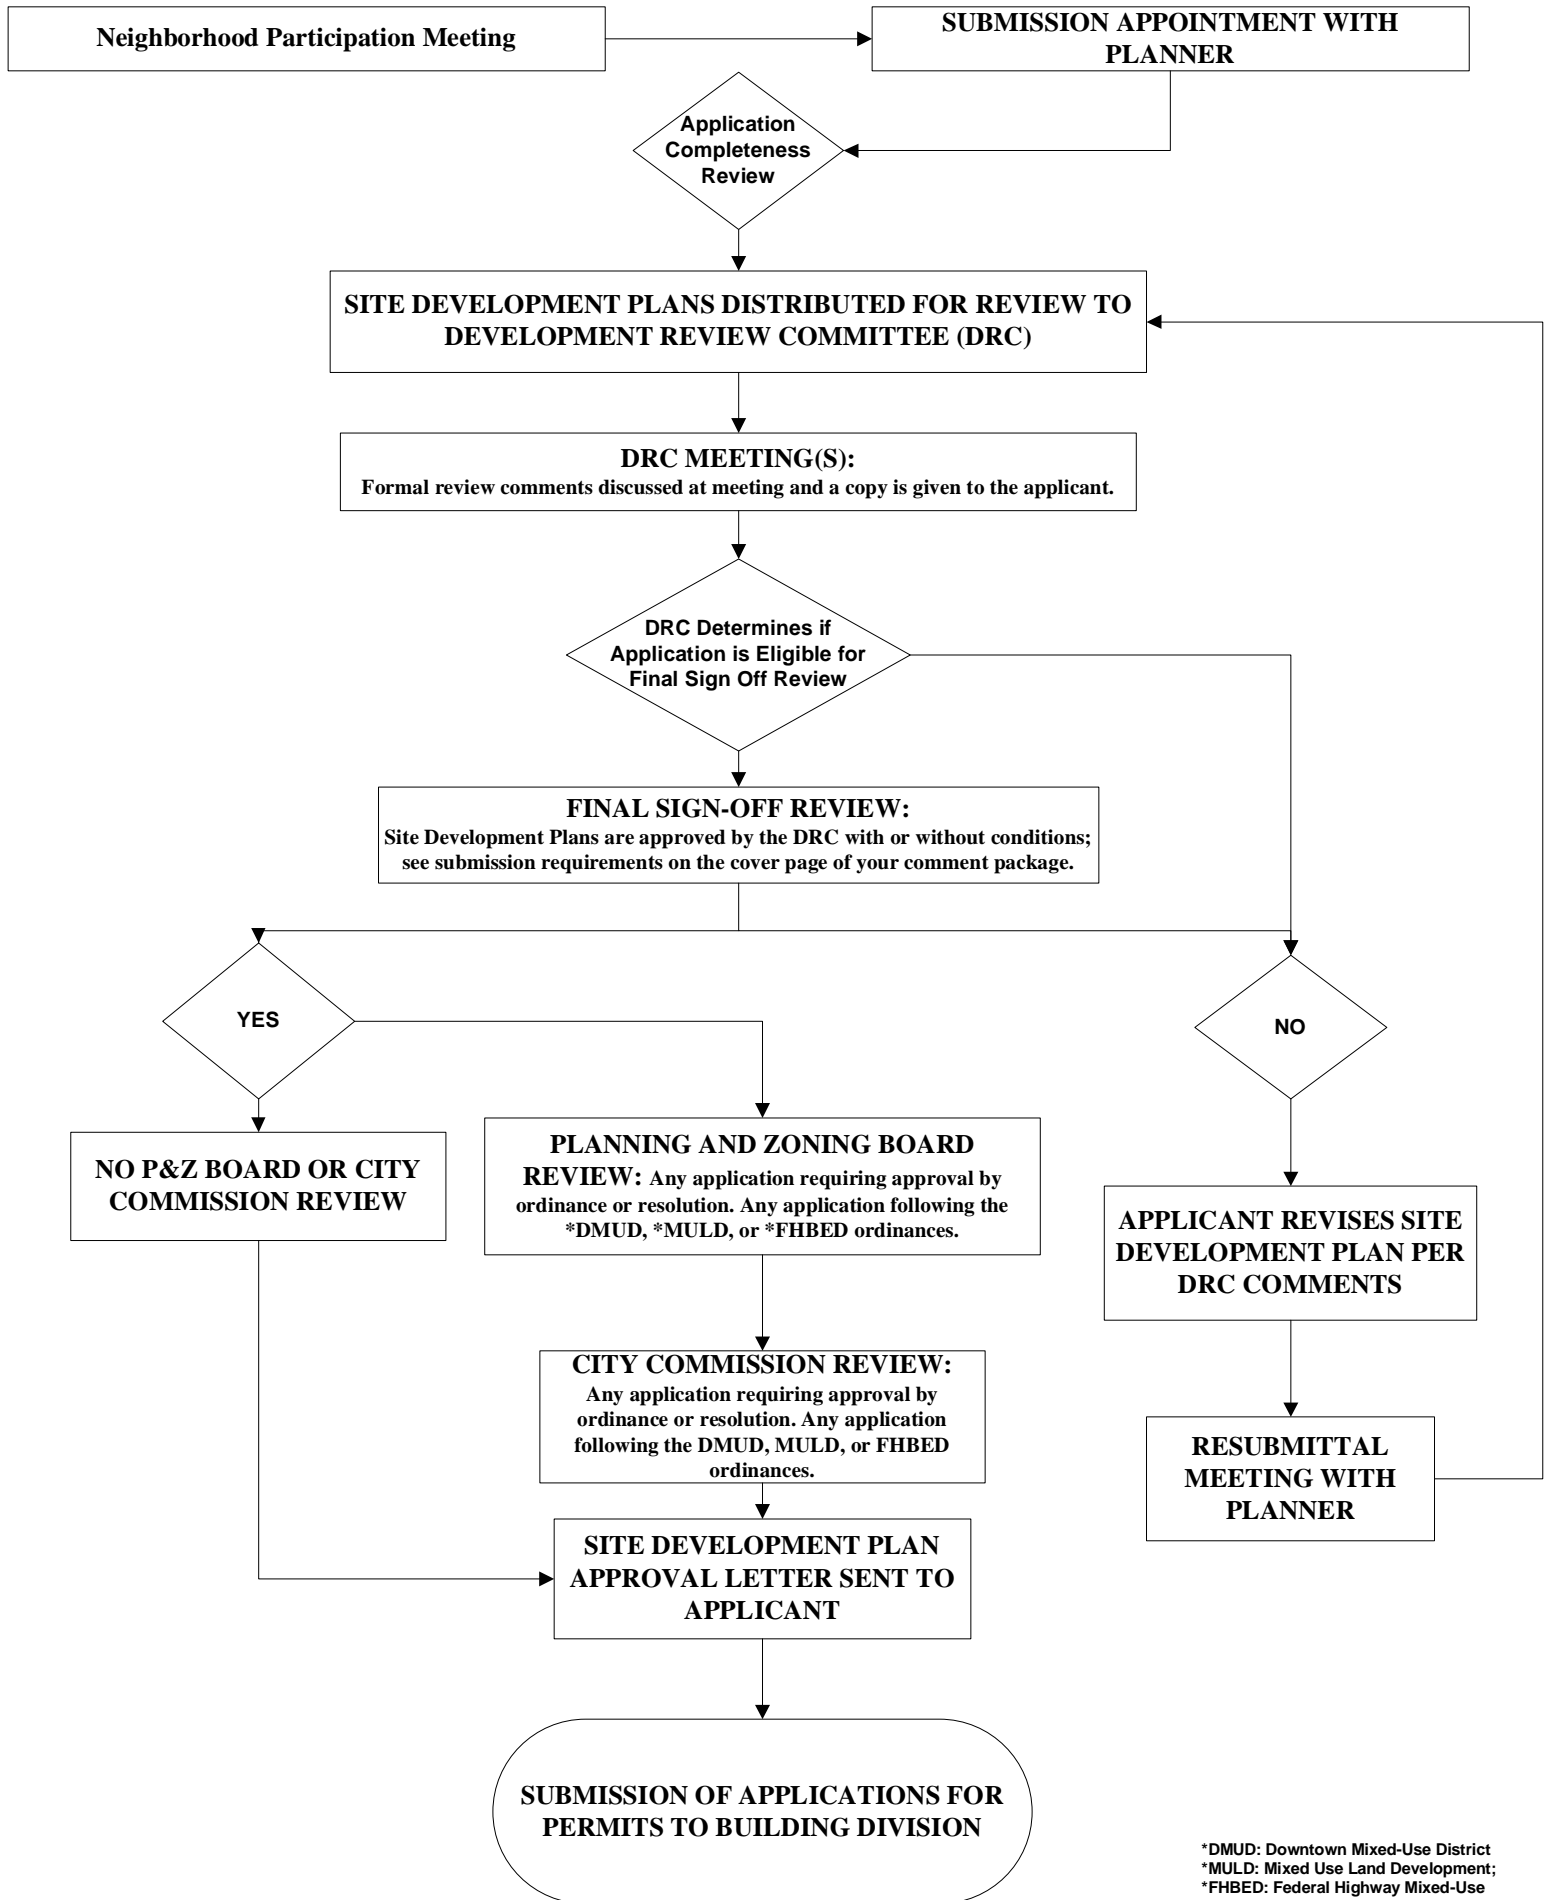 Neighborhood Participation Meeting
SUBMISSION APPOINTMENT WITH
PLANNER
Application
Completeness
Review
SITE DEVELOPMENT PLANS DISTRIBUTED FOR REVIEW TO
DEVELOPMENT REVIEW COMMITTEE (DRC)
DRC MEETING(S):
Formal review comments discussed at meeting and a copy is given to the applicant.
DRC Determines if
Application is Eligible for
Final Sign Off Review
FINAL SIGN-OFF REVIEW:
Site Development Plans are approved by the DRC with or without conditions;
see submission requirements on the cover page of your comment package.
YES
NO
NO P&Z BOARD OR CITY
COMMISSION REVIEW
PLANNING AND ZONING BOARD
REVIEW: Any application requiring approval by
ordinance or resolution. Any application following the
*DMUD, *MULD, or *FHBED ordinances.
APPLICANT REVISES SITE
DEVELOPMENT PLAN PER
DRC COMMENTS
CITY COMMISSION REVIEW:
Any application requiring approval by
ordinance or resolution. Any application
following the DMUD, MULD, or FHBED
ordinances.
RESUBMITTAL
MEETING WITH
PLANNER
SITE DEVELOPMENT PLAN
APPROVAL LETTER SENT TO
APPLICANT
SUBMISSION OF APPLICATIONS FOR
PERMITS TO BUILDING DIVISION
*DMUD: Downtown Mixed-Use District
*MULD: Mixed Use Land Development;
*FHBED: Federal Highway Mixed-Use